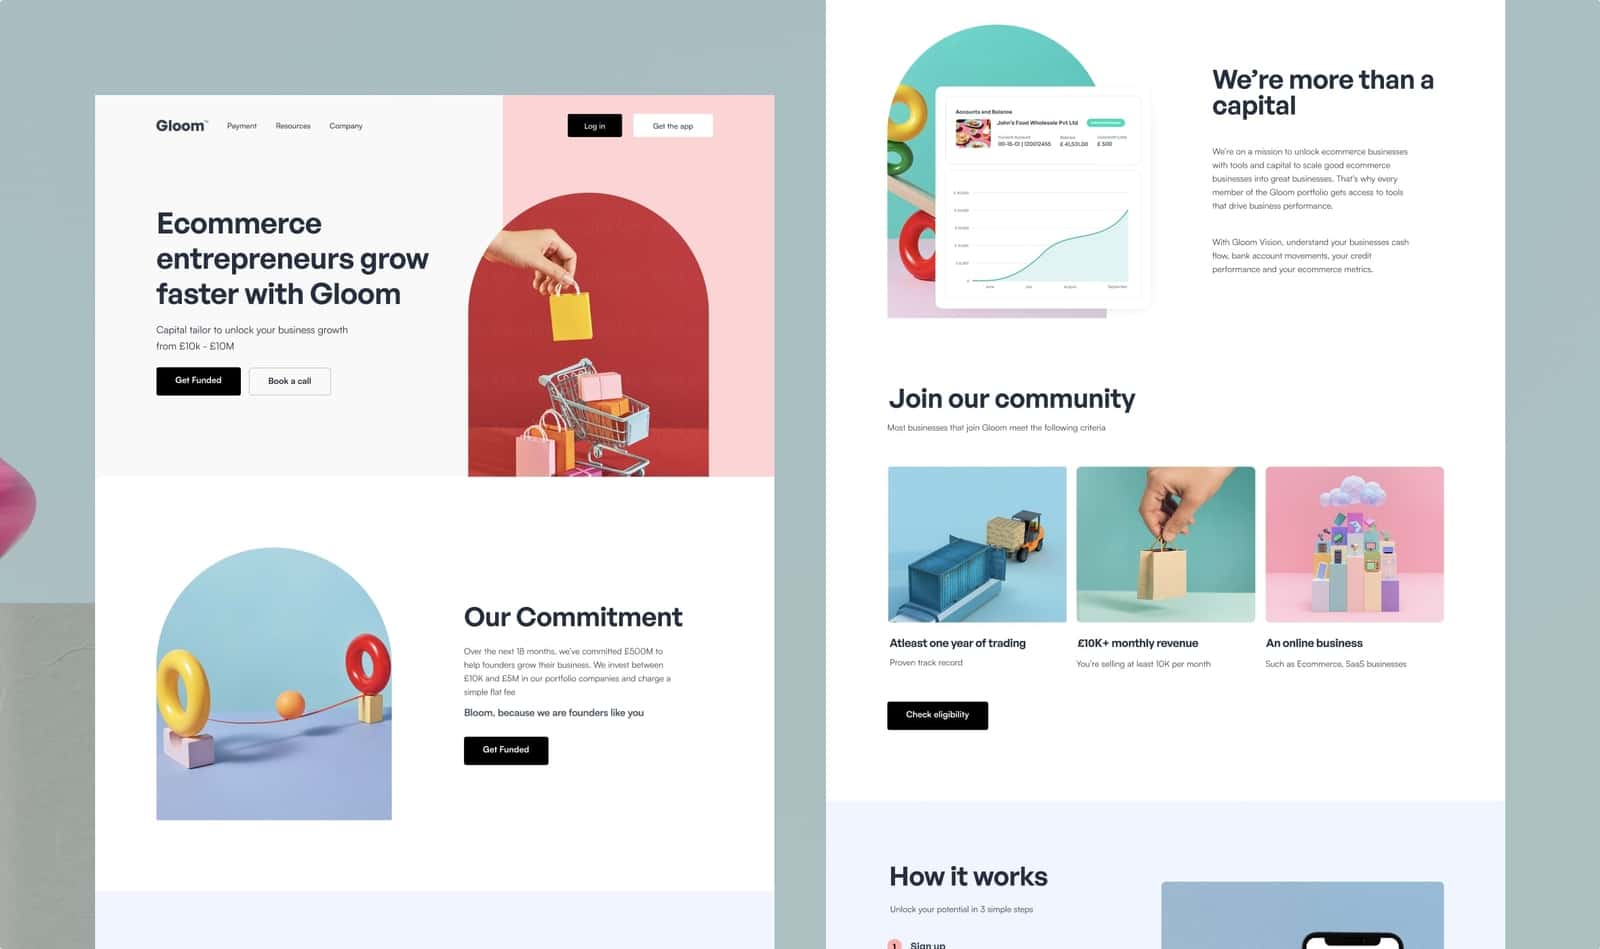 Gloom™
Payment
Resources
Company
Log in
Get the app
Ecommerce
entrepreneurs grow
faster with Gloom
Capital tailor to unlock your business growth
from £10k - £10M
Get Funded
Book a call
Our Commitment
Over the next 18 months, we've committed £500M to
help founders grow their business. We invest between
£10K and £5M in our portfolio companies and charge a
simple flat fee
Bloom, because we are founders like you
Get Funded
Accounts and Balance
John's Food Wholesale Pvt Ltd
Current Account
Balance
£ 41,501.00
£ 500
June
July
August
September
We're more than a
capital
We're on a mission to unlock ecommerce businesses
with tools and capital to scale good ecommerce
businesses into great businesses. That's why every
member of the Gloom portfolio gets access to tools
that drive business performance.
With Gloom Vision, understand your businesses cash
flow, bank account movements, your credit
performance and your ecommerce metrics.
Join our community
Most businesses that join Gloom meet the following criteria
Atleast one year of trading
Proven track record
£10K+ monthly revenue
You're selling at least 10K per month
An online business
Such as Ecommerce, SaaS businesses
Check eligibility
How it works
Unlock your potential in 3 simple steps
1 Sign up